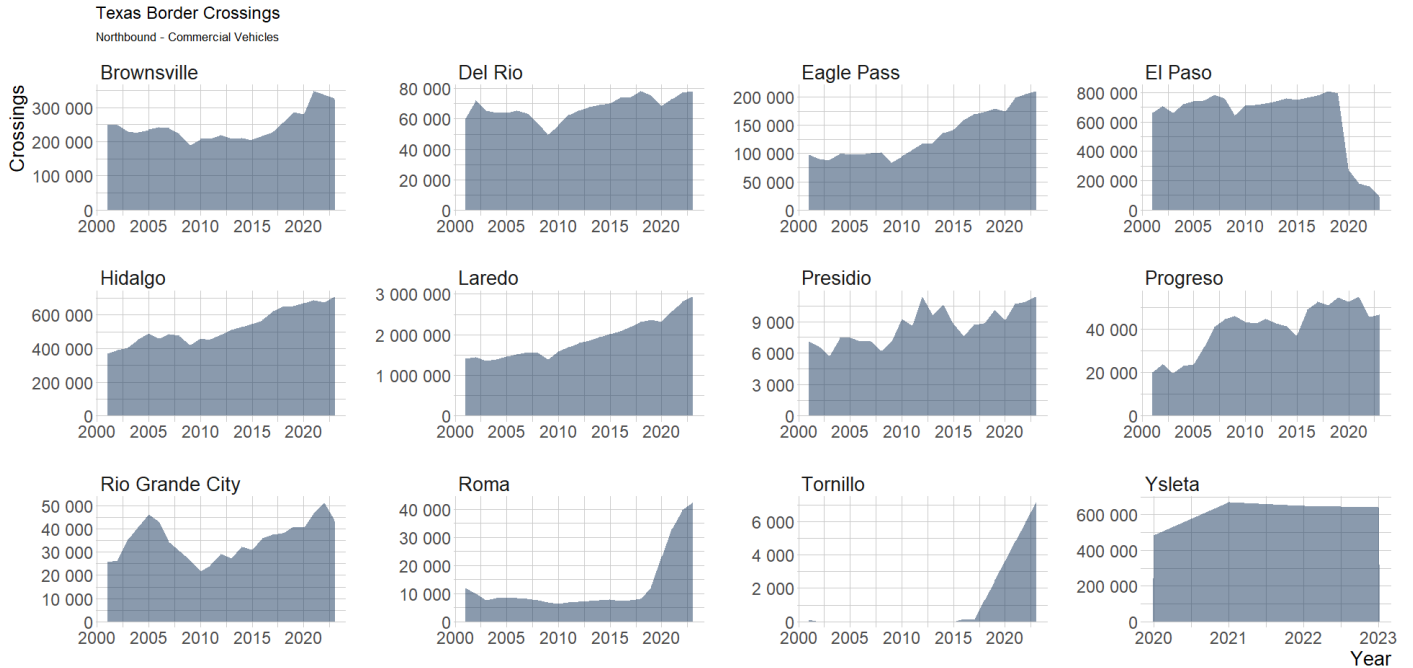 Texas Border Crossings
Northbound - Commercial Vehicles
Crossings
Brownsville
300 000
200 000
100 000
0
2000 2005 2010 2015 2020
Del Rio
80 000
60 000
40 000
20 000
0
2000 2005 2010 2015 2020
Eagle Pass
200 000
150 000
100 000
50 000
0
2000 2005 2010 2015 2020
El Paso
800 000
600 000
400 000
200 000
0
2000 2005 2010 2015 2020
Hidalgo
600 000
400 000
200 000
0
2000 2005 2010 2015 2020
Laredo
3 000 000
2 000 000
1 000 000
0
2000 2005 2010 2015 2020
Presidio
9 000
6 000
3 000
0
2000 2005 2010 2015 2020
Progreso
40 000
20 000
0
2000 2005 2010 2015 2020
Rio Grande City
50 000
40 000
30 000
20 000
10 000
0
2000 2005 2010 2015 2020
Roma
40 000
30 000
20 000
10 000
0
2000 2005 2010 2015 2020
Tornillo
6 000
4 000
2 000
0
2000 2005 2010 2015 2020
Ysleta
600 000
400 000
200 000
0
2020 2021 2022 2023
Year